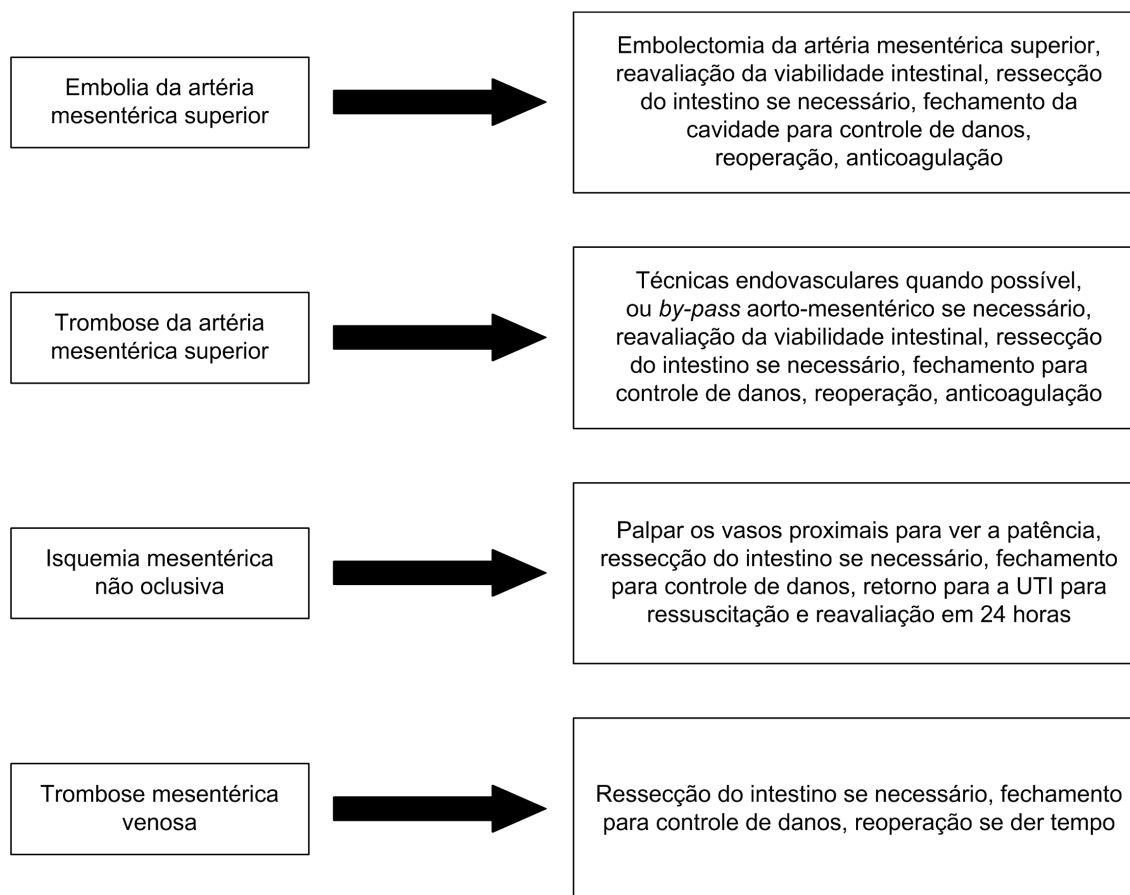 Embolia da artéria
mesentérica superior
Embolectomia da artéria mesentérica superior,
reavaliação da viabilidade intestinal, ressecção
do intestino se necessário, fechamento da
cavidade para controle de danos,
reoperação, anticoagulação
Trombose da artéria
mesentérica superior
Técnicas endovasculares quando possível,
ou by-pass aorto-mesentérico se necessário,
reavaliação da viabilidade intestinal, ressecção
do intestino se necessário, fechamento para
controle de danos, reoperação, anticoagulação
Isquemia mesentérica
não oclusiva
Palpar os vasos proximais para ver a patência,
ressecção do intestino se necessário, fechamento
para controle de danos, retorno para a UTI para
ressuscitação e reavaliação em 24 horas
Trombose mesentérica
venosa
Ressecção do intestino se necessário, fechamento
para controle de danos, reoperação se der tempo